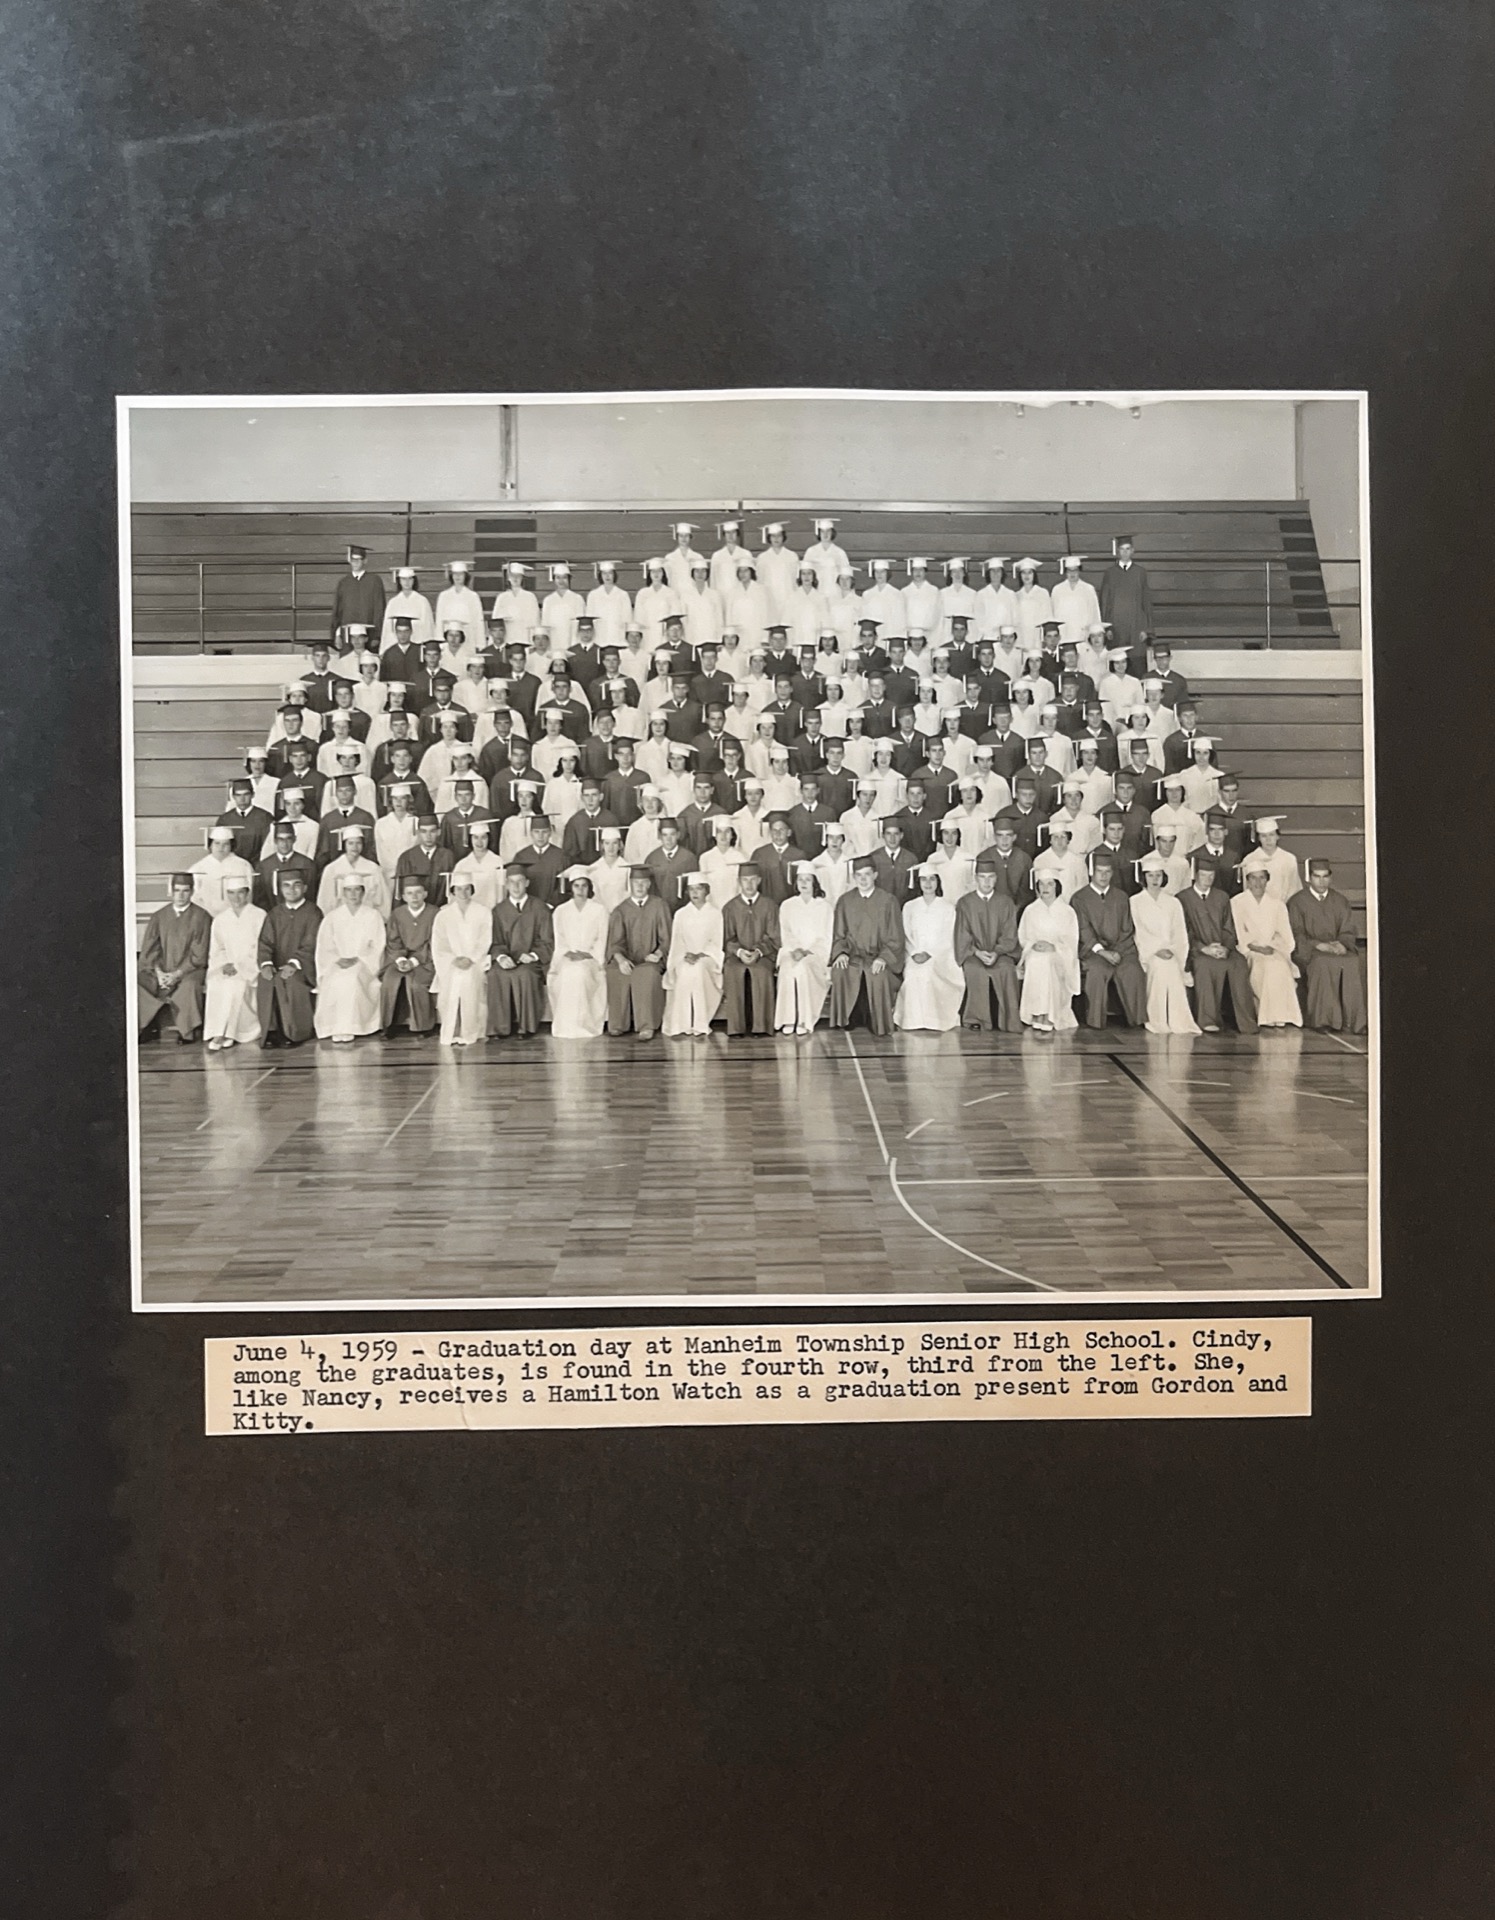 June 4, 1959 - Graduation day at Manheim Township Senior High School. Cindy,
among the graduates, is found in the fourth row, third from the left. She,
like Nancy, receives a Hamilton Watch as a graduation present from Gordon and
Kitty.